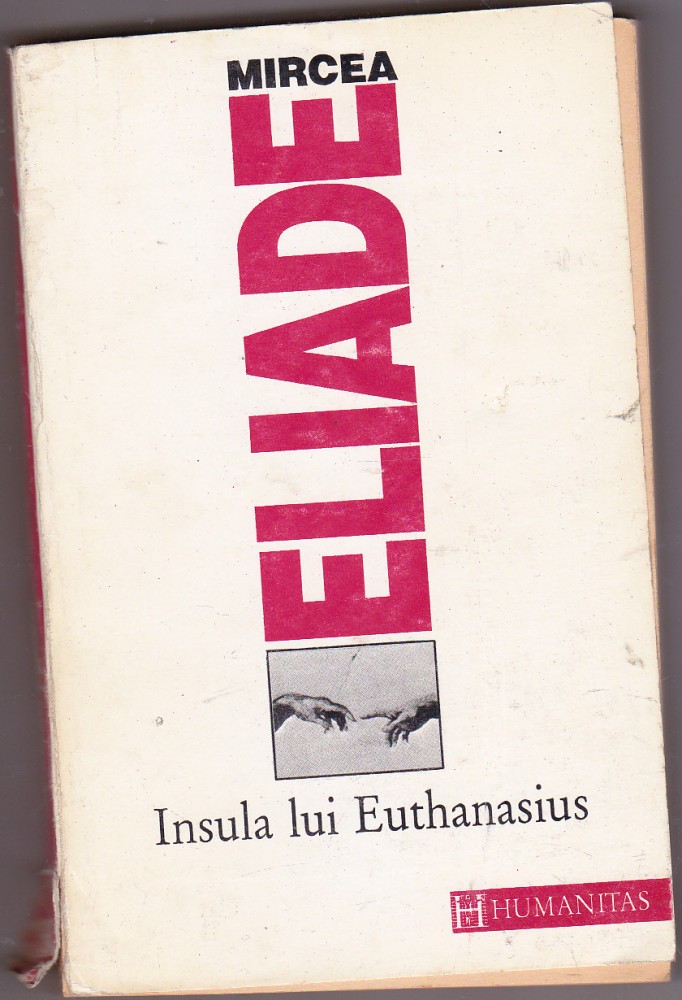 MIRCEA
ELIADE
Insula lui Euthanasius
HUMANITAS